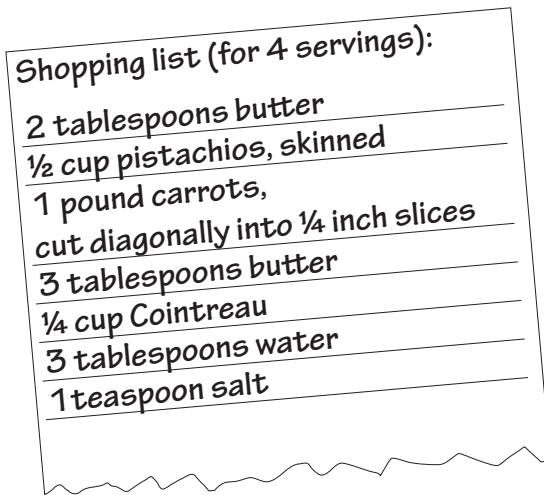 Shopping list (for 4 servings):
2 tablespoons butter
½ cup pistachios, skinned
1 pound carrots,
cut diagonally into ¼ inch slices
3 tablespoons butter
¼ cup Cointreau
3 tablespoons water
1 teaspoon salt